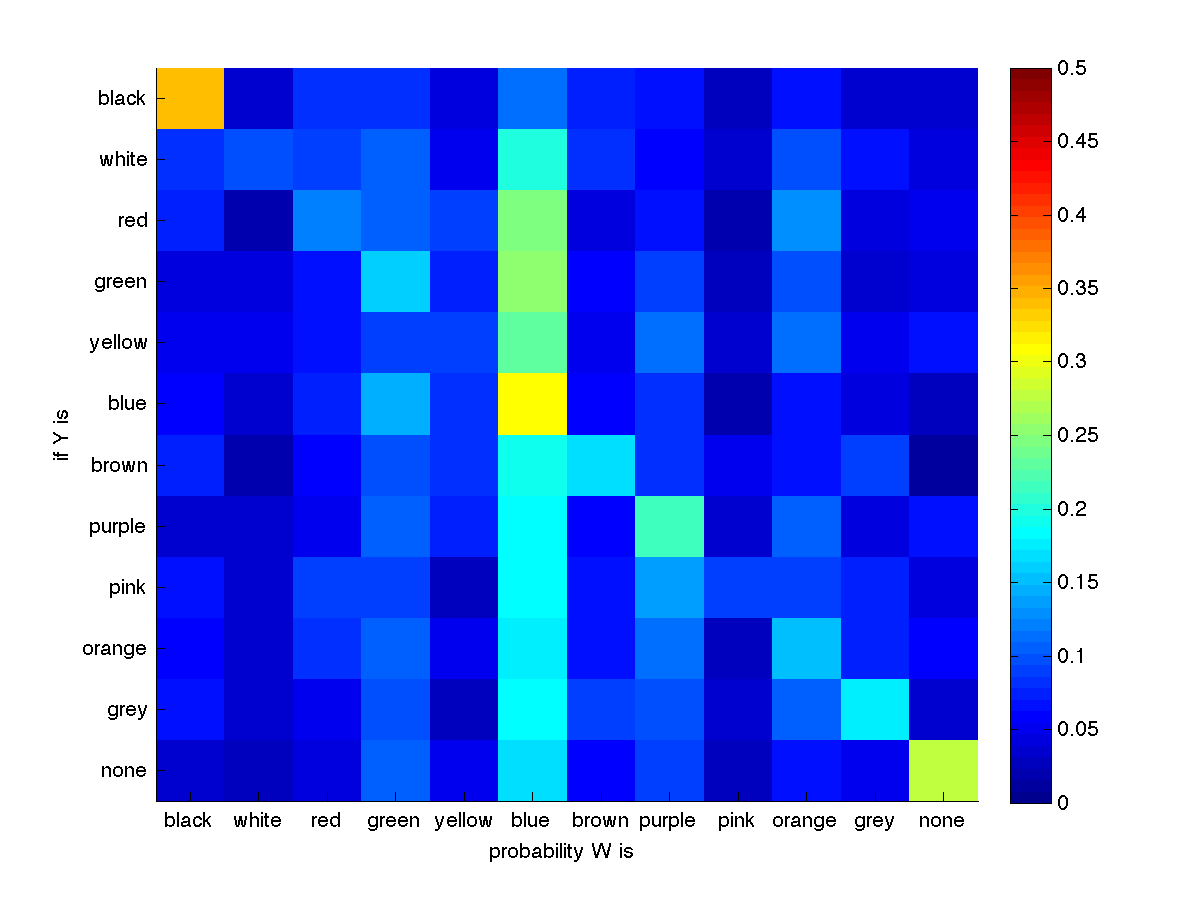 black
white
red
green
yellow
blue
brown
purple
pink
orange
grey
none
if Y is
black white red green yellow blue brown purple pink orange grey none
probability W is
0.5
0.45
0.4
0.35
0.3
0.25
0.2
0.15
0.1
0.05
0